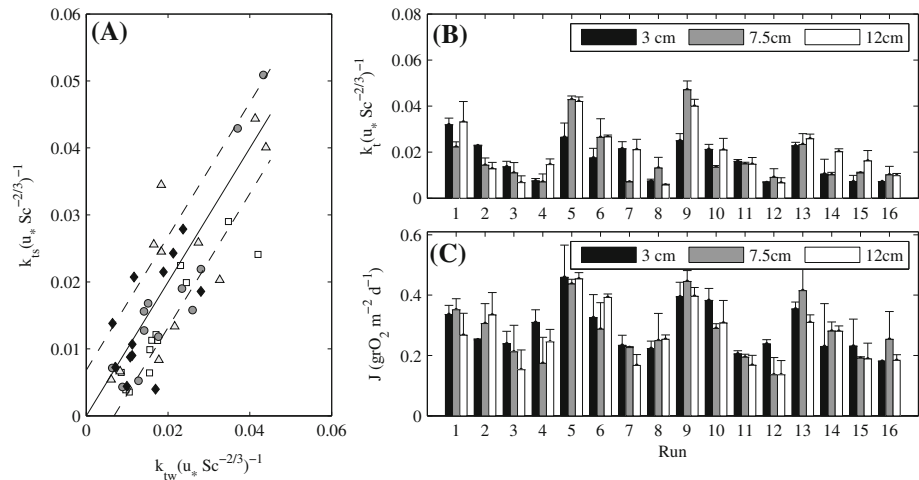 (A)
0.06
0.05
0.04
0.03
0.02
0.01
0
k_ts(u_* Sc^−2/3)^−1
0 0.02 0.04 0.06
k_tw(u_* Sc^−2/3)^−1
(B)
3 cm 7.5cm 12cm
0.08
0.06
0.04
0.02
0
k_t(u_* Sc^−2/3)^−1
1 2 3 4 5 6 7 8 9 10 11 12 13 14 15 16
(C)
3 cm 7.5cm 12cm
0.6
0.4
0.2
0
J (grO_2 m^−2 d^−1)
1 2 3 4 5 6 7 8 9 10 11 12 13 14 15 16
Run